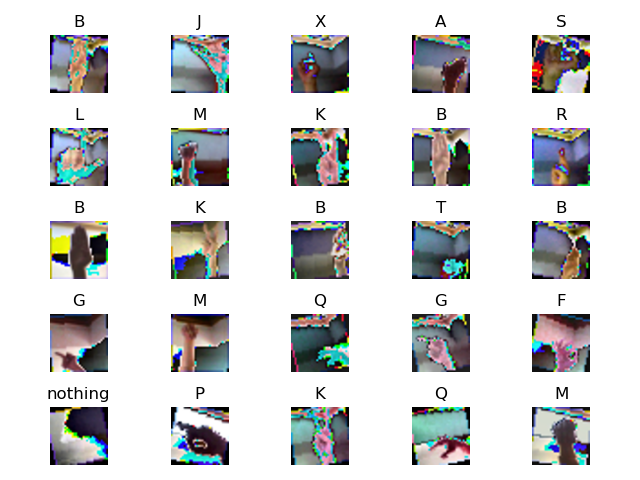 B J X A S
L M K B R
B K B T B
G M Q G F
nothing P K Q M